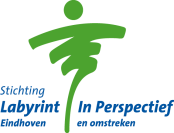 Stichting
Labyrint In Perspectief
Eindhoven en omstreken